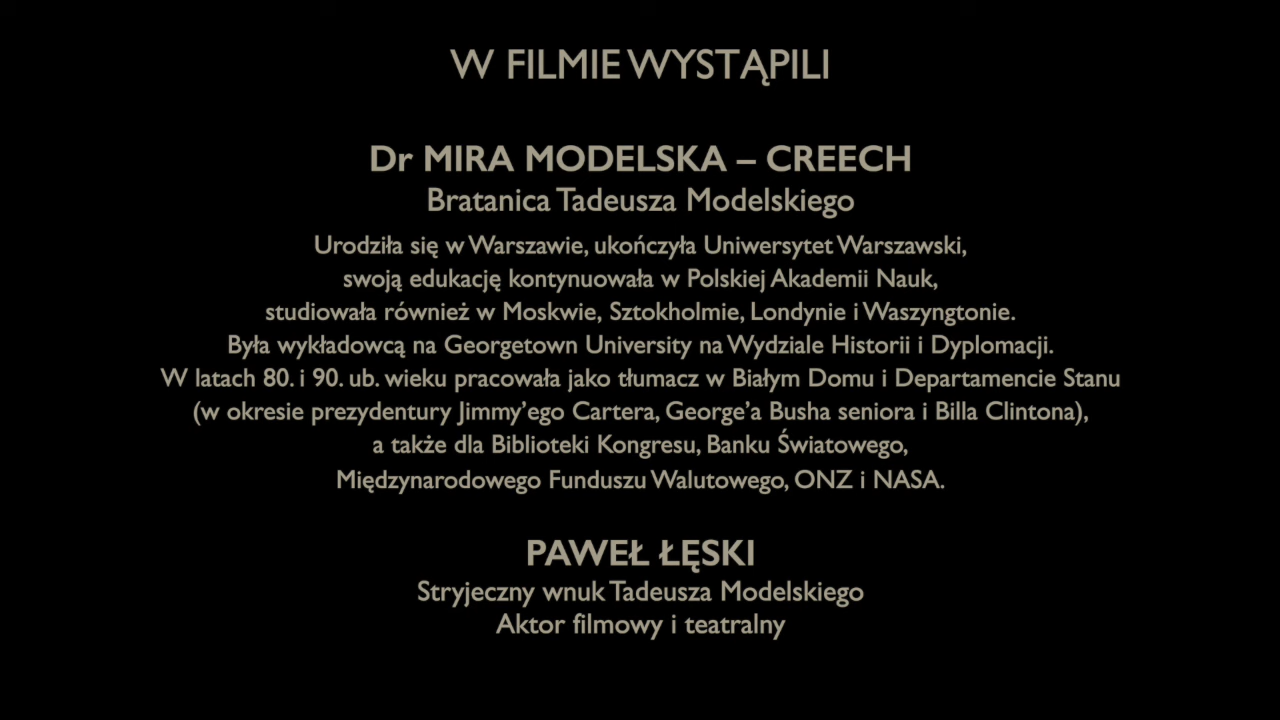 W FILMIE WYSTĄPILI
Dr MIRA MODELSKA – CREECH
Bratanica Tadeusza Modelskiego
Urodziła się w Warszawie, ukończyła Uniwersytet Warszawski,
swoją edukację kontynuowała w Polskiej Akademii Nauk,
studiowała również w Moskwie, Sztokholmie, Londynie i Waszyngtonie.
Była wykładowcą na Georgetown University na Wydziale Historii i Dyplomacji.
W latach 80. i 90. ub. wieku pracowała jako tłumacz w Białym Domu i Departamencie Stanu
(w okresie prezydentury Jimmy’ego Cartera, George’a Busha seniora i Billa Clintona),
a także dla Biblioteki Kongresu, Banku Światowego,
Międzynarodowego Funduszu Walutowego, ONZ i NASA.
PAWEŁ ŁĘSKI
Stryjeczny wnuk Tadeusza Modelskiego
Aktor filmowy i teatralny